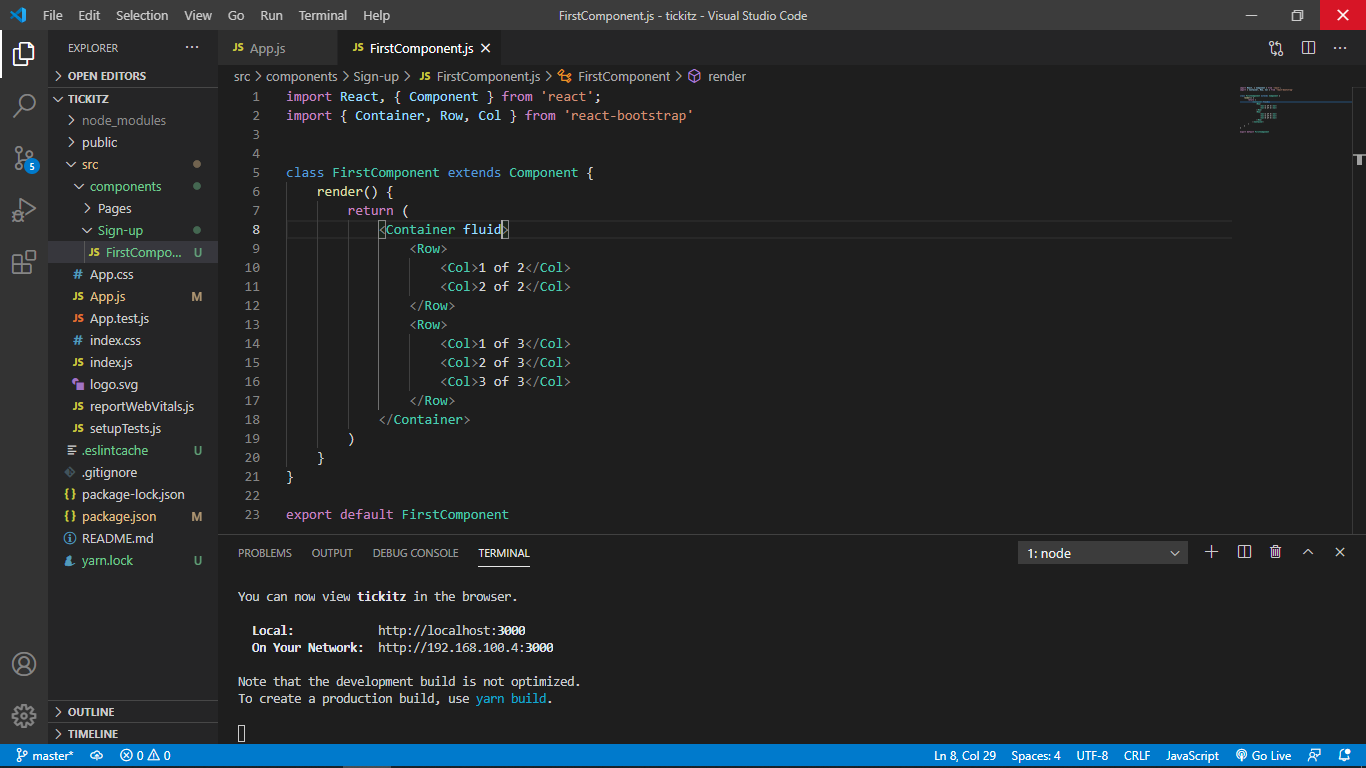 File Edit Selection View Go Run Terminal Help FirstComponent.js - tickitz - Visual Studio Code
EXPLORER
OPEN EDITORS
TICKITZ
node_modules
public
src
components
Pages
Sign-up
JS FirstCompo... U
# App.css
JS App.js M
JS App.test.js
# index.css
JS index.js
logo.svg
JS reportWebVitals.js
JS setupTests.js
.eslintcache U
.gitignore
{} package-lock.json
{} package.json M
README.md
yarn.lock U
OUTLINE
TIMELINE
5
JS App.js JS FirstComponent.js
src > components > Sign-up > JS FirstComponent.js > FirstComponent > render
1 import React, { Component } from 'react';
2 import { Container, Row, Col } from 'react-bootstrap'
3
4
5 class FirstComponent extends Component {
6 render() {
7 return (
8 <Container fluid>
9 <Row>
10 <Col>1 of 2</Col>
11 <Col>2 of 2</Col>
12 </Row>
13 <Row>
14 <Col>1 of 3</Col>
15 <Col>2 of 3</Col>
16 <Col>3 of 3</Col>
17 </Row>
18 </Container>
19 )
20 }
21 }
22
23 export default FirstComponent
PROBLEMS OUTPUT DEBUG CONSOLE TERMINAL 1: node
You can now view tickitz in the browser.
Local: http://localhost:3000
On Your Network: http://192.168.100.4:3000
Note that the development build is not optimized.
To create a production build, use yarn build.
master* 0 0 Ln 8, Col 29 Spaces: 4 UTF-8 CRLF JavaScript Go Live